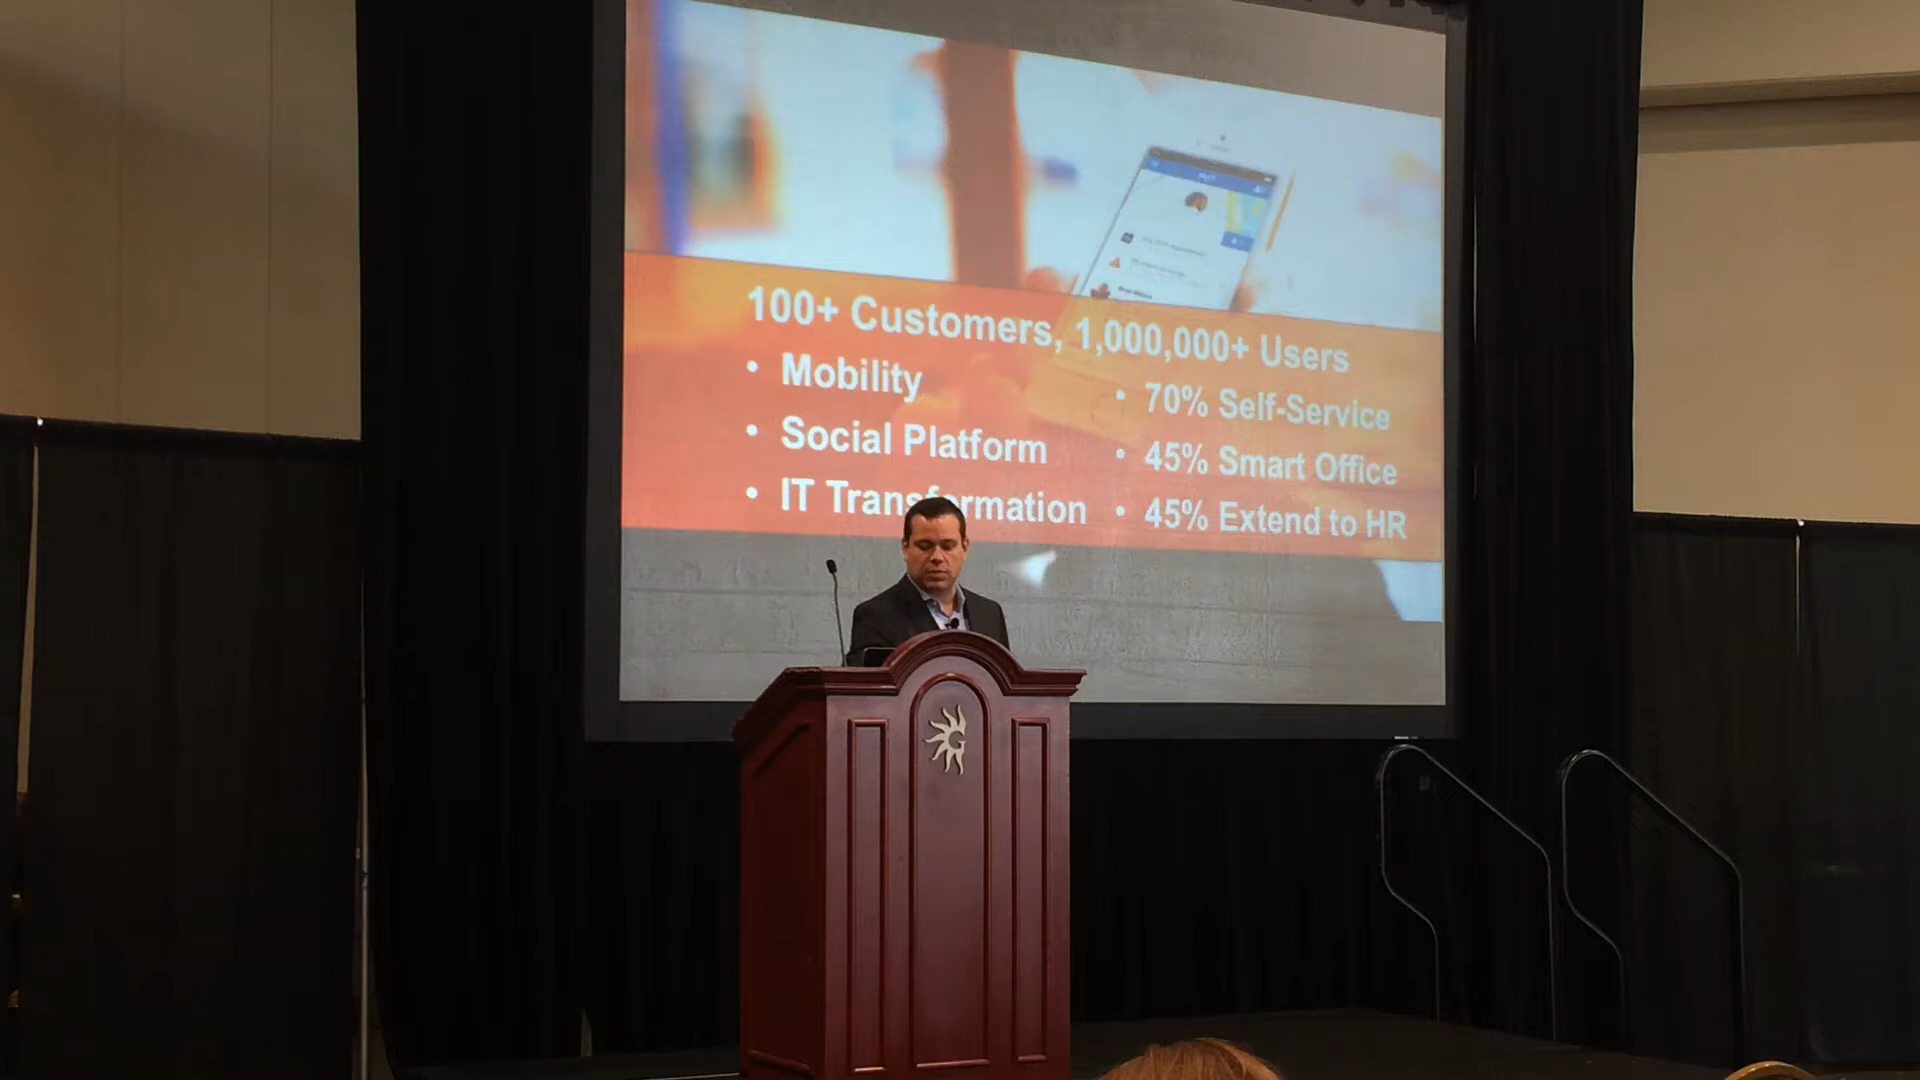 100+ Customers, 1,000,000+ Users
• Mobility
• Social Platform
• IT Transformation
• 70% Self-Service
• 45% Smart Office
• 45% Extend to HR